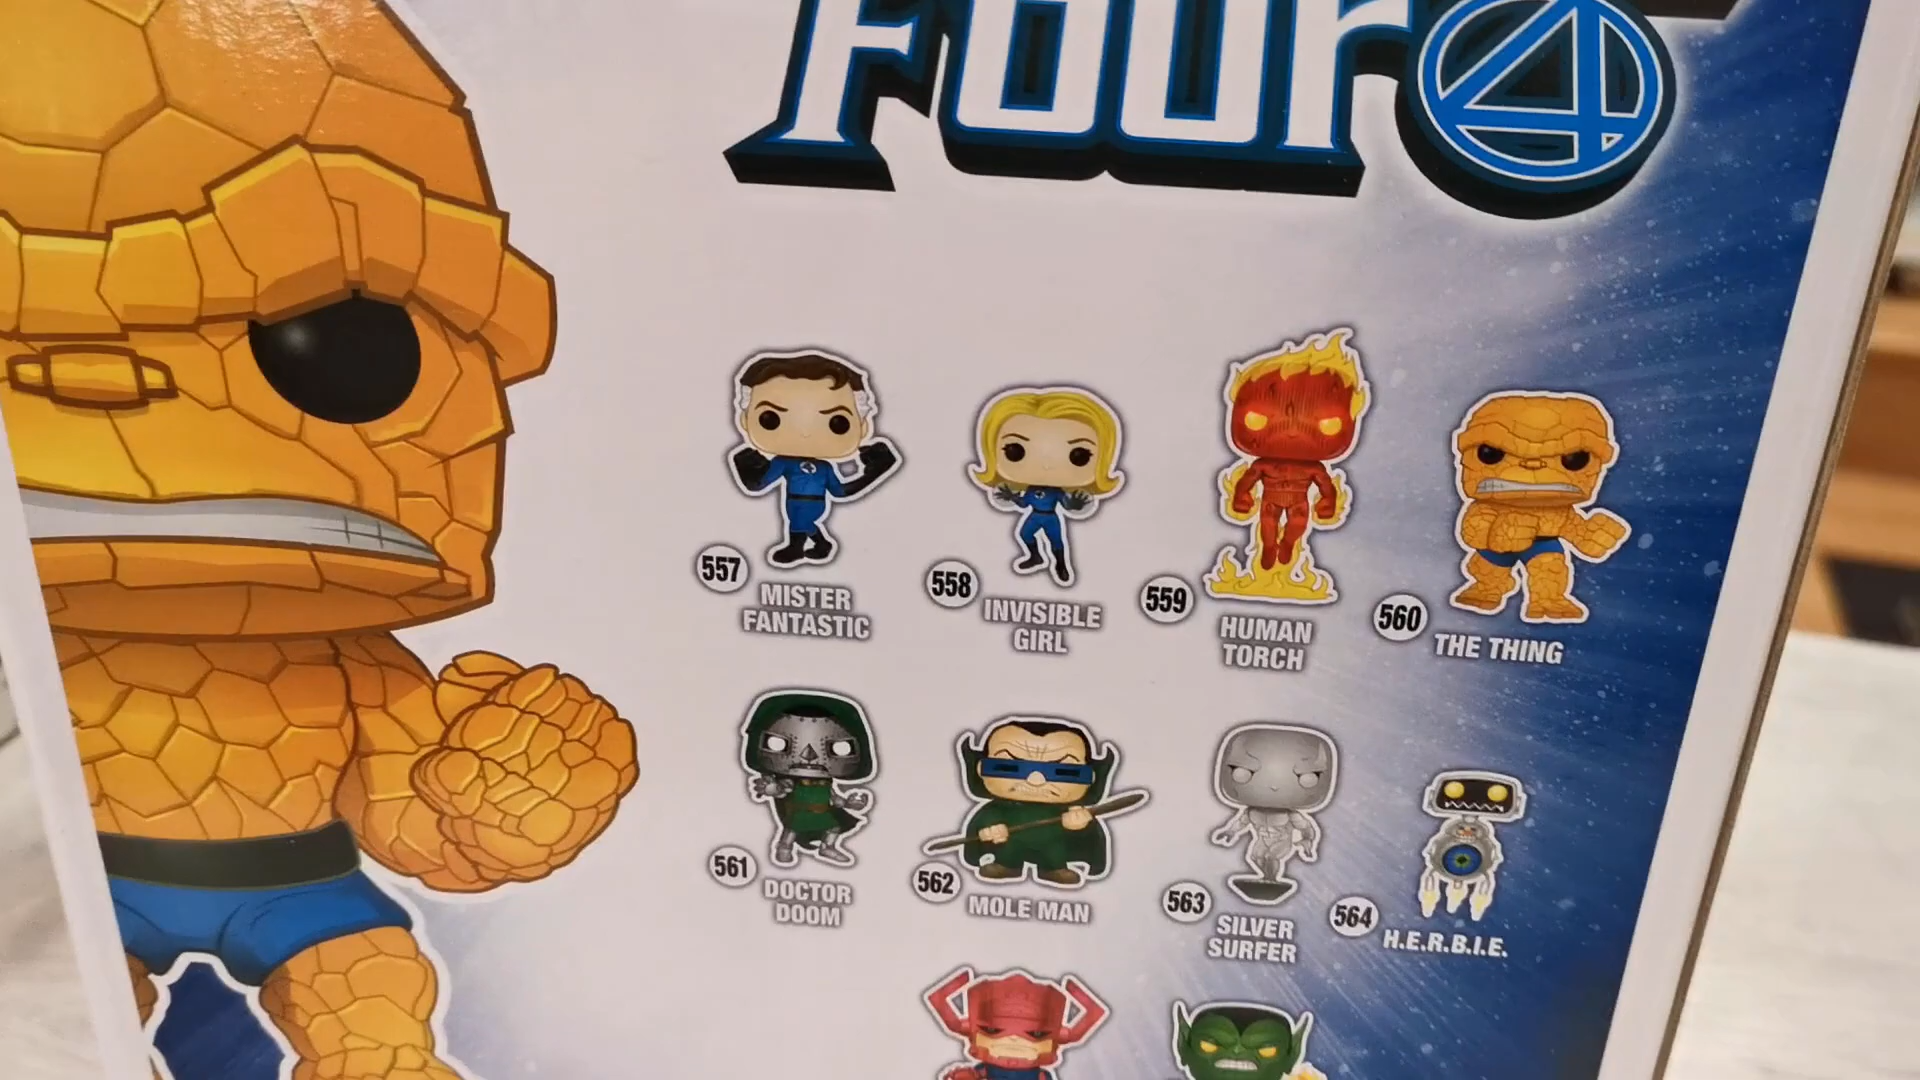 FOUR 4
557 MISTER
FANTASTIC
558 INVISIBLE
GIRL
559 HUMAN
TORCH
560 THE THING
561 DOCTOR
DOOM
562 MOLE MAN
563 SILVER
SURFER
564 H.E.R.B.I.E.